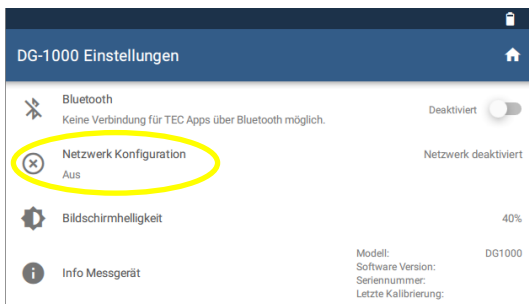 DG-1000 Einstellungen
Bluetooth
Keine Verbindung für TEC Apps über Bluetooth möglich.
Deaktiviert
Netzwerk Konfiguration
Aus
Netzwerk deaktiviert
Bildschirmhelligkeit
40%
Info Messgerät
Modell: DG1000
Software Version:
Seriennummer:
Letzte Kalibrierung: